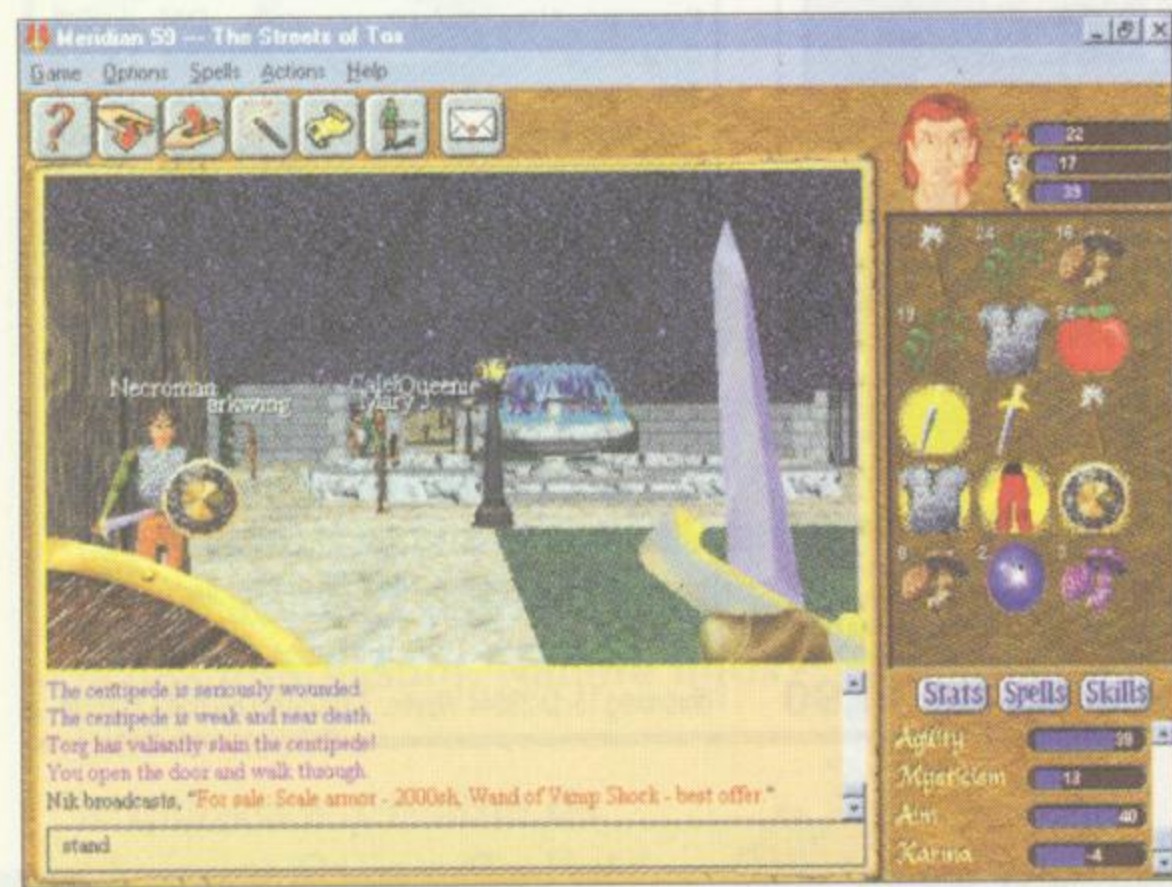 Meridian 59 — The Streets of Tos
Game Options Spells Actions Help
22
17
39
24 16
Necroman
arkwing
Queenie
Mary
19 24
8 2 3
The centipede is seriously wounded.
The centipede is weak and near death.
Torg has valiantly slain the centipede!
You open the door and walk through.
Nik broadcasts, "For sale: Scale armor - 2000sh, Wand of Vamp Shock - best offer."
stand
Stats Spells Skills
Agility 39
Mysticism 13
Aim 40
Karma -4